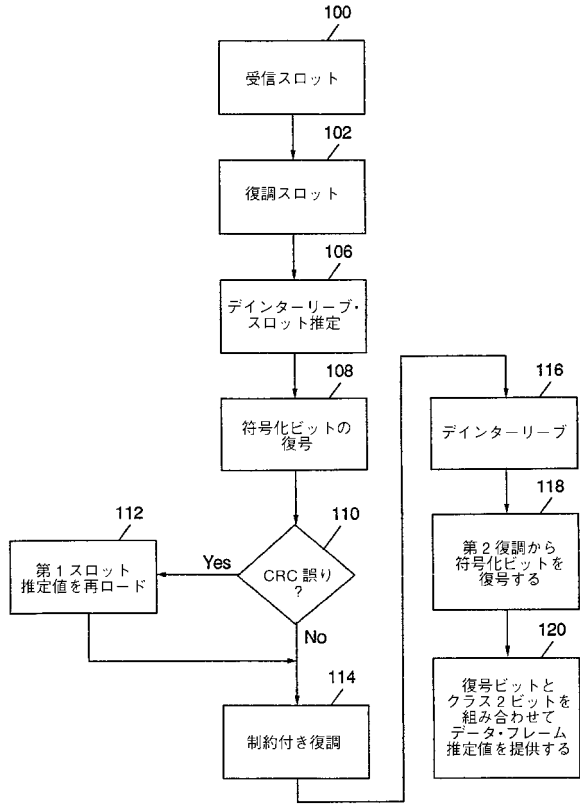 100
受信スロット
102
復調スロット
106
デインターリーブ・
スロット推定
108
符号化ビットの
復号
110
CRC 誤り
?
Yes
No
112
第1スロット
推定値を再ロード
114
制約付き復調
116
デインターリーブ
118
第2復調から
符号化ビットを
復号する
120
復号ビットと
クラス2ビットを
組み合わせて
データ・フレーム
推定値を提供する